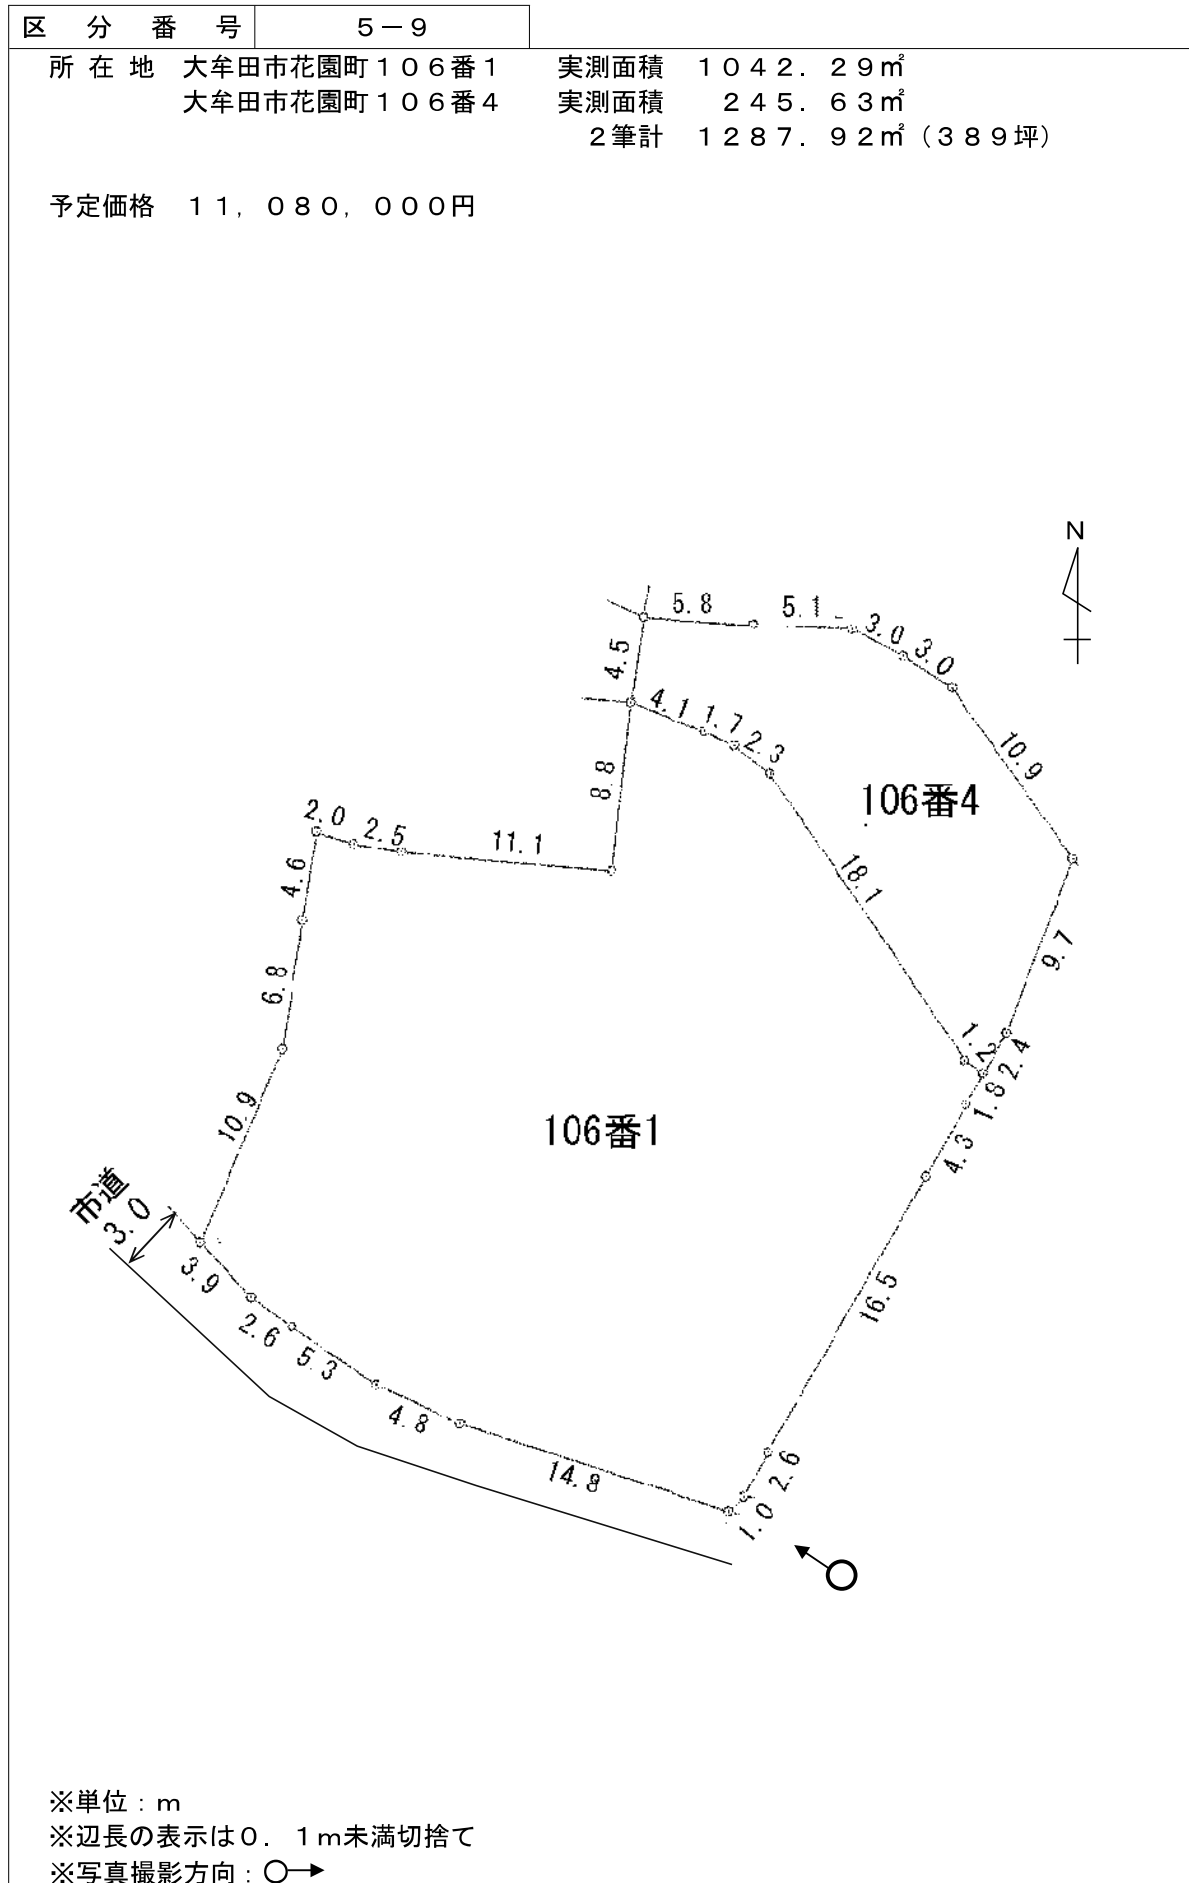 区分番号 ５－９
所在地 大牟田市花園町１０６番１ 実測面積 １０４２．２９㎡
大牟田市花園町１０６番４ 実測面積 ２４５．６３㎡
２筆計 １２８７．９２㎡（３８９坪）
予定価格 １１，０８０，０００円
N
5.8
5.1
3.0
3.0
4.5
4.1
1.7
2.3
10.9
8.8
106番4
2.0
2.5
11.1
4.6
18.1
9.7
6.8
1.2
2.4
1.8
10.9
106番1
4.3
市道
3.0
3.9
16.5
2.6
5.3
4.8
14.8
2.6
1.0
※単位：ｍ
※辺長の表示は０．１ｍ未満切捨て
※写真撮影方向：○→